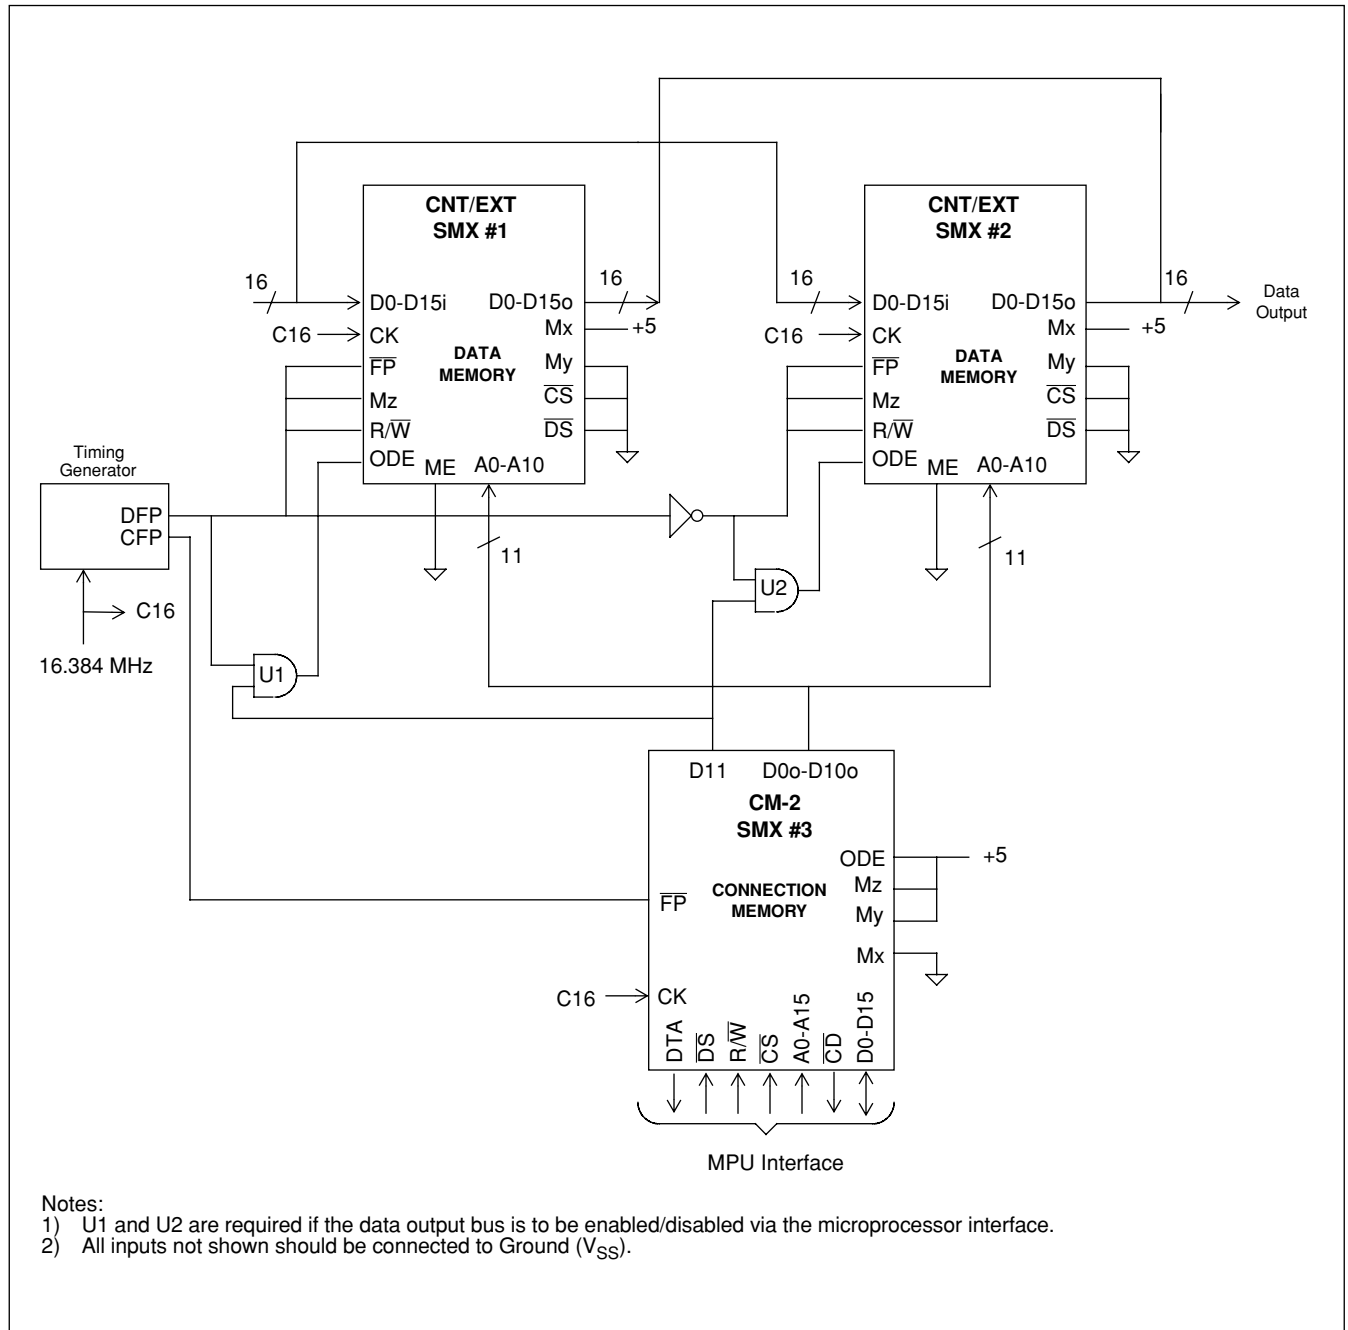 CNT/EXT
SMX #1
16
D0-D15i
D0-D15o
16
C16
CK
Mx
+5
DATA
MEMORY
FP
My
Mz
CS
R/W
DS
ODE
ME
A0-A10
11
CNT/EXT
SMX #2
16
D0-D15i
D0-D15o
16
Data
Output
C16
CK
Mx
+5
DATA
MEMORY
FP
My
Mz
CS
R/W
DS
ODE
ME
A0-A10
11
Timing
Generator
DFP
CFP
C16
16.384 MHz
U1
U2
D11
D0o-D10o
CM-2
SMX #3
ODE
+5
CONNECTION
MEMORY
FP
Mz
My
Mx
C16
CK
DTA
DS
R/W
CS
A0-A15
CD
D0-D15
MPU Interface
Notes:
1) U1 and U2 are required if the data output bus is to be enabled/disabled via the microprocessor interface.
2) All inputs not shown should be connected to Ground (VSS).